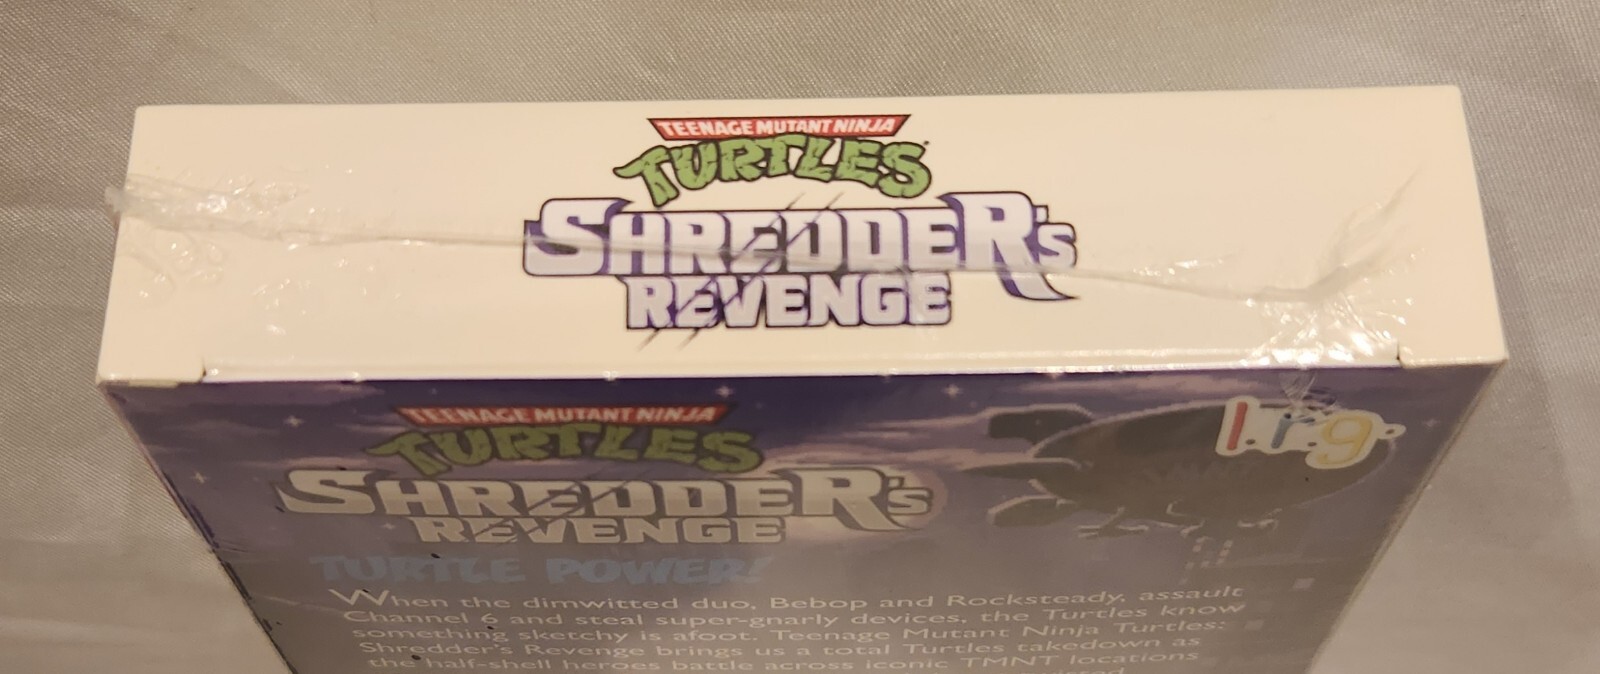 TEENAGE MUTANT NINJA
TURTLES
SHREDDER'S
REVENGE
l.r.g.
TEENAGE MUTANT NINJA
TURTLES
SHREDDER'S
REVENGE
TURTLE POWER!
When the dimwitted duo, Bebop and Rocksteady, assault
Channel 6 and steal super-gnarly devices, the Turtles know
something sketchy is afoot. Teenage Mutant Ninja Turtles:
Shredder's Revenge brings us a total Turtles takedown as
the half-shell heroes battle across iconic TMNT locations